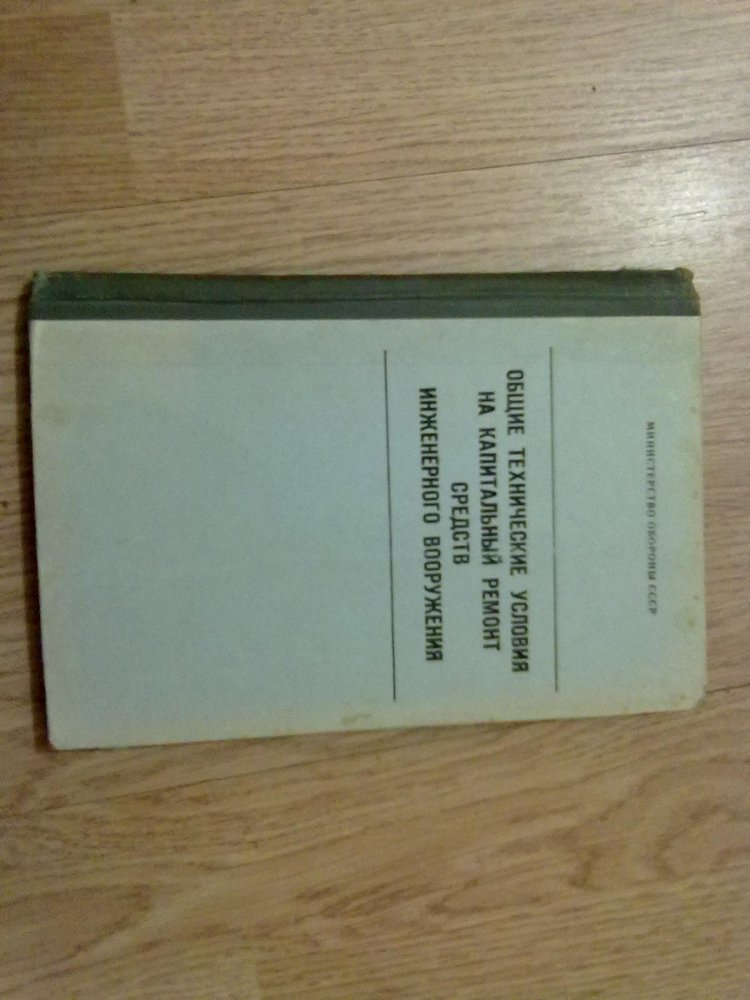 МИНИСТЕРСТВО ОБОРОНЫ СССР
ОБЩИЕ ТЕХНИЧЕСКИЕ УСЛОВИЯ
НА КАПИТАЛЬНЫЙ РЕМОНТ
СРЕДСТВ
ИНЖЕНЕРНОГО ВООРУЖЕНИЯ